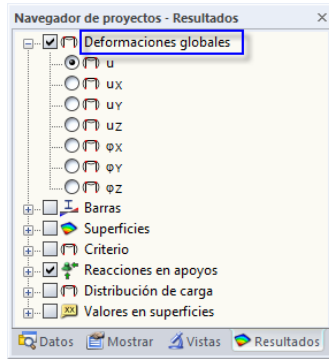 Navegador de proyectos - Resultados
Deformaciones globales
u
uX
uY
uZ
φX
φY
φZ
Barras
Superficies
Criterio
Reacciones en apoyos
Distribución de carga
xx Valores en superficies
Datos Mostrar Vistas Resultados